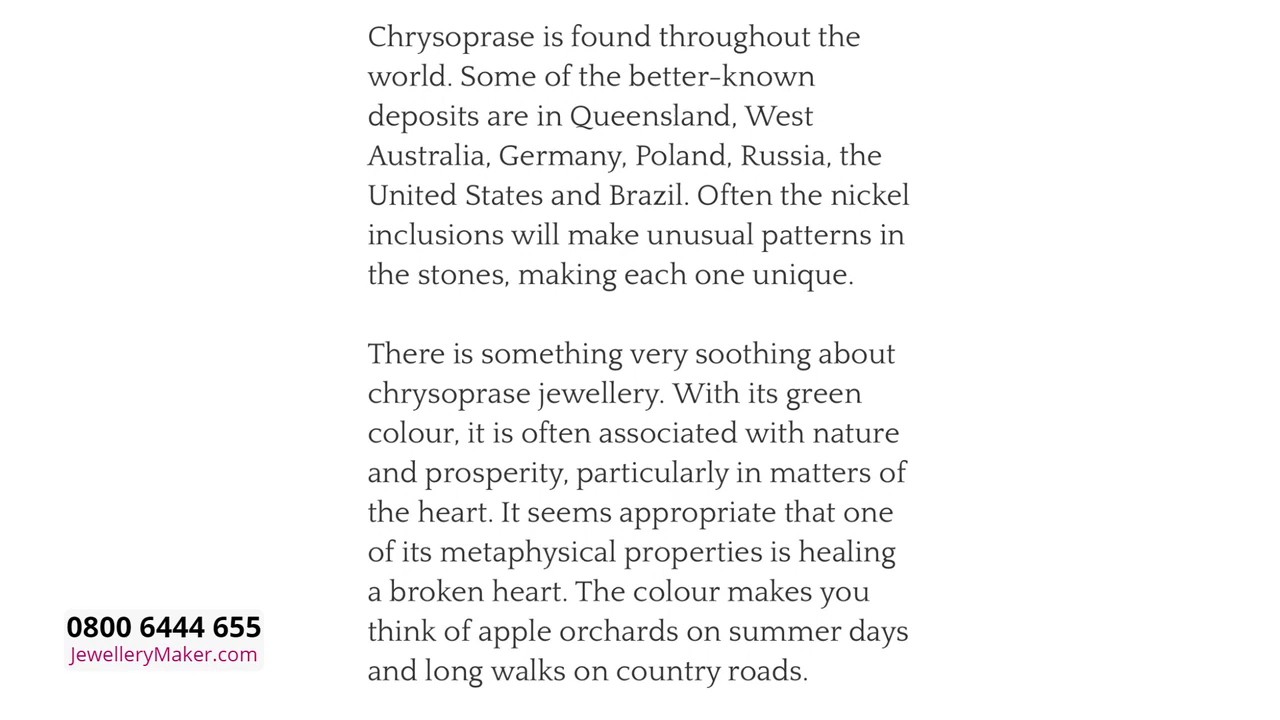 Chrysoprase is found throughout the
world. Some of the better-known
deposits are in Queensland, West
Australia, Germany, Poland, Russia, the
United States and Brazil. Often the nickel
inclusions will make unusual patterns in
the stones, making each one unique.
There is something very soothing about
chrysoprase jewellery. With its green
colour, it is often associated with nature
and prosperity, particularly in matters of
the heart. It seems appropriate that one
of its metaphysical properties is healing
a broken heart. The colour makes you
think of apple orchards on summer days
and long walks on country roads.
0800 6444 655
JewelleryMaker.com